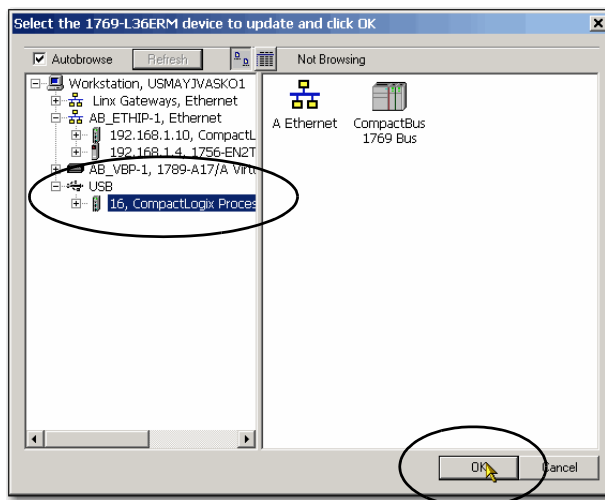 Select the 1769-L36ERM device to update and click OK
Autobrowse
Refresh
Not Browsing
Workstation, USMAYJVASKO1
Linx Gateways, Ethernet
AB_ETHIP-1, Ethernet
192.168.1.10, CompactL
192.168.1.4, 1756-EN2T
AB_VBP-1, 1789-A17/A Virtu
USB
16, CompactLogix Proces
A Ethernet
CompactBus
1769 Bus
OK
Cancel